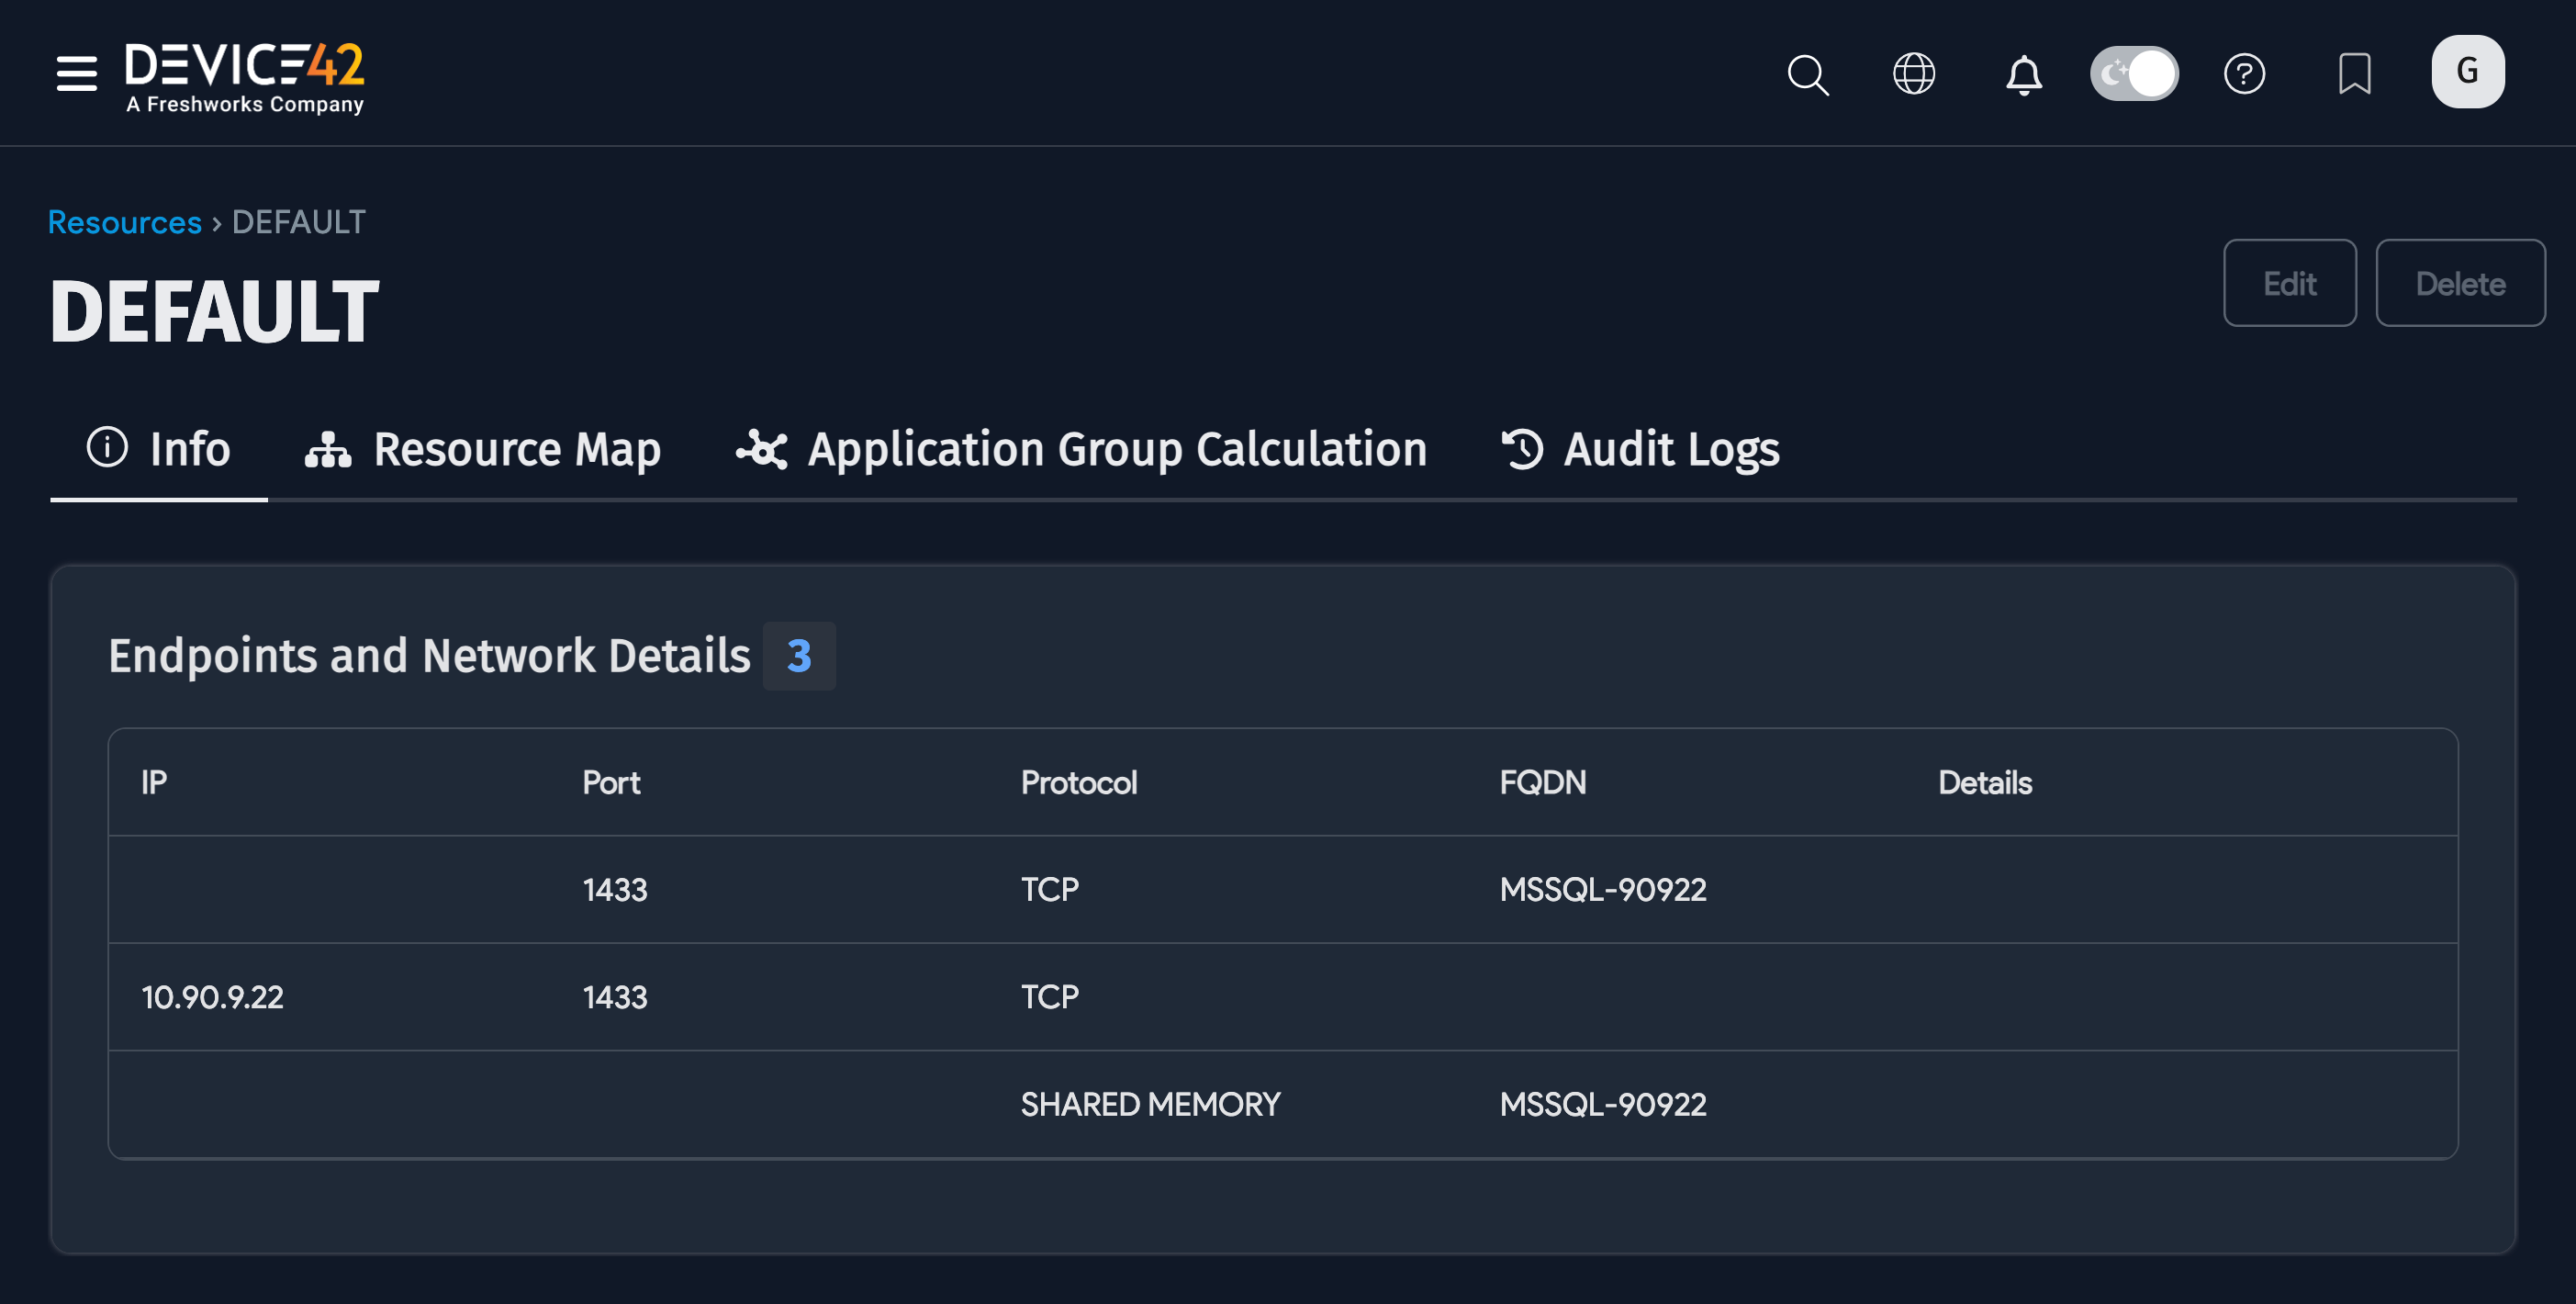 DEVICE42
A Freshworks Company
G
Resources › DEFAULT
DEFAULT
Edit
Delete
Info
Resource Map
Application Group Calculation
Audit Logs
Endpoints and Network Details 3
IP Port Protocol FQDN Details
1433 TCP MSSQL-90922
10.90.9.22 1433 TCP
SHARED MEMORY MSSQL-90922